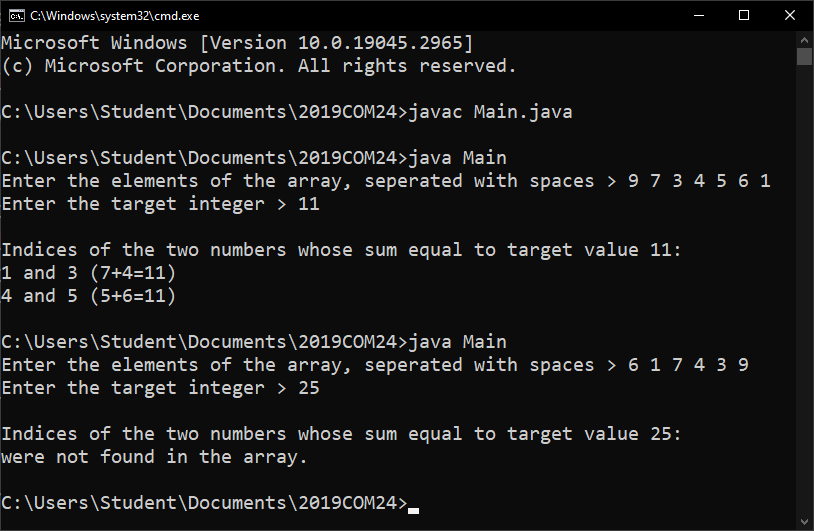 C:\Windows\system32\cmd.exe
Microsoft Windows [Version 10.0.19045.2965]
(c) Microsoft Corporation. All rights reserved.
C:\Users\Student\Documents\2019COM24>javac Main.java
C:\Users\Student\Documents\2019COM24>java Main
Enter the elements of the array, seperated with spaces > 9 7 3 4 5 6 1
Enter the target integer > 11
Indices of the two numbers whose sum equal to target value 11:
1 and 3 (7+4=11)
4 and 5 (5+6=11)
C:\Users\Student\Documents\2019COM24>java Main
Enter the elements of the array, seperated with spaces > 6 1 7 4 3 9
Enter the target integer > 25
Indices of the two numbers whose sum equal to target value 25:
were not found in the array.
C:\Users\Student\Documents\2019COM24>